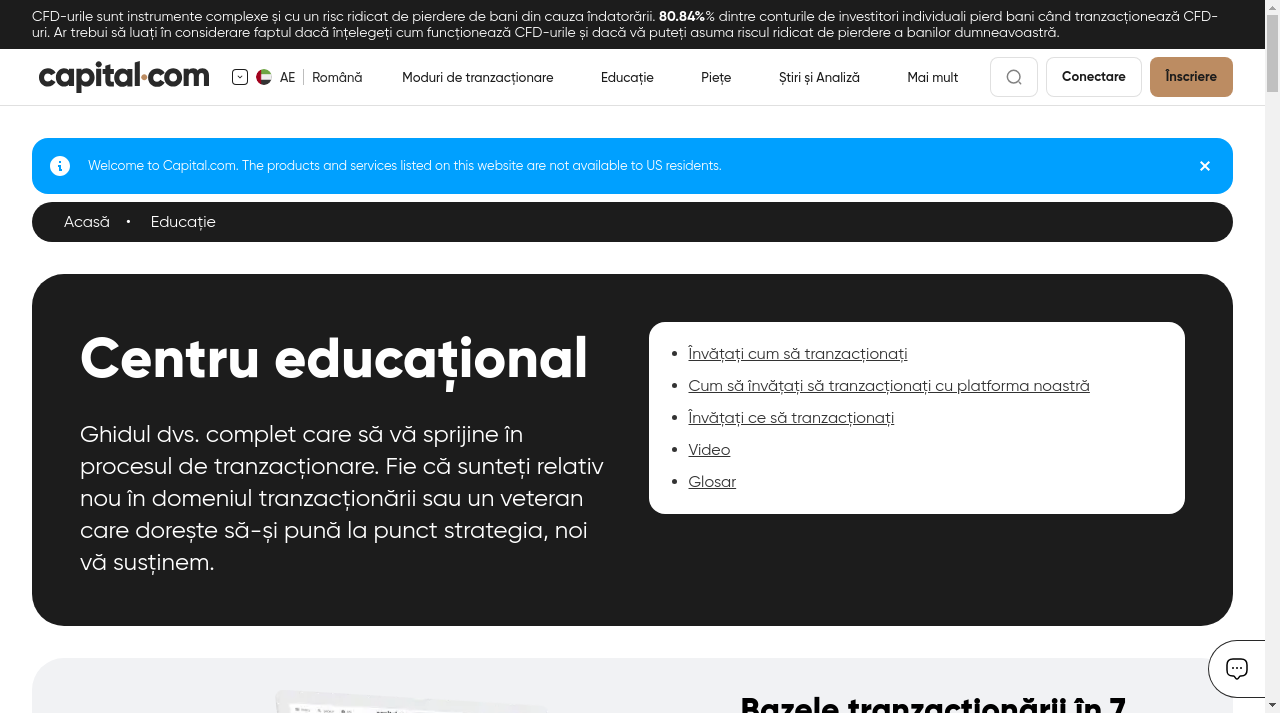 CFD-urile sunt instrumente complexe și cu un risc ridicat de pierdere de bani din cauza îndatorării. 80.84%% dintre conturile de investitori individuali pierd bani când tranzacționează CFD-
uri. Ar trebui să luați în considerare faptul dacă înțelegeți cum funcționează CFD-urile și dacă vă puteți asuma riscul ridicat de pierdere a banilor dumneavoastră.
capital.com AE Română Moduri de tranzacționare Educație Piețe Știri și Analiză Mai mult Conectare Înscriere
Welcome to Capital.com. The products and services listed on this website are not available to US residents.
Acasă • Educație
Centru educațional
Ghidul dvs. complet care să vă sprijine în
procesul de tranzacționare. Fie că sunteți relativ
nou în domeniul tranzacționării sau un veteran
care dorește să-și pună la punct strategia, noi
vă susținem.
Învățați cum să tranzacționați
Cum să învățați să tranzacționați cu platforma noastră
Învățați ce să tranzacționați
Video
Glosar
Bazele tranzacționării în 7